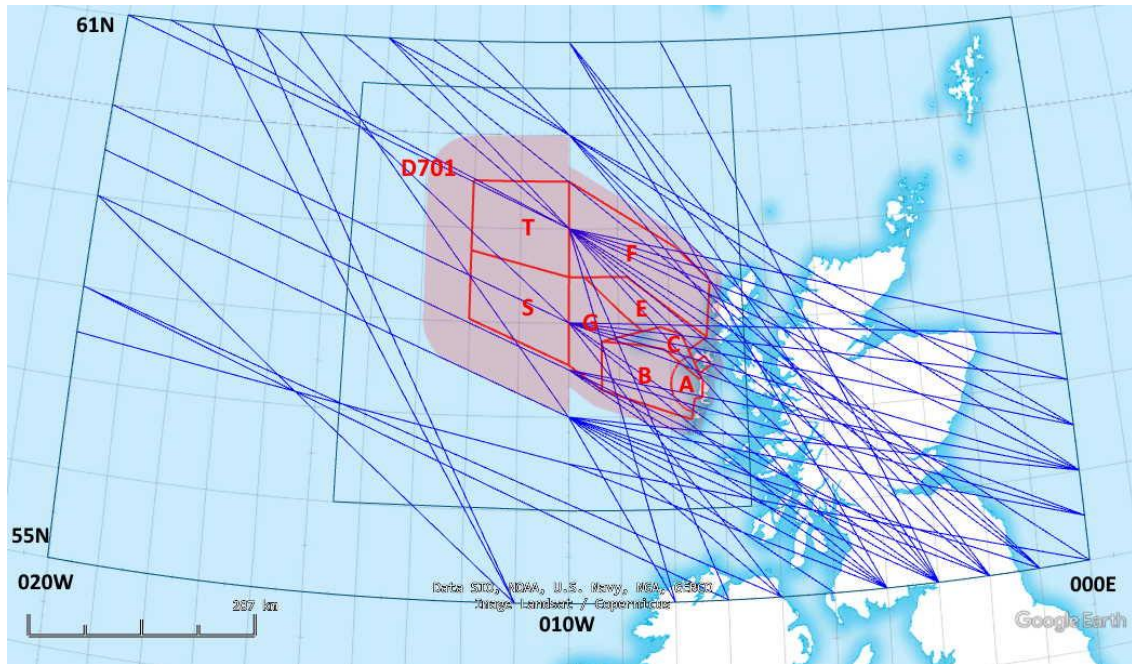 61N
D701
T
F
S
E
G
C
B
A
55N
020W
Data SIO, NOAA, U.S. Navy, NGA, GEBCO
Image Landsat / Copernicus
287 km
010W
000E
Google Earth